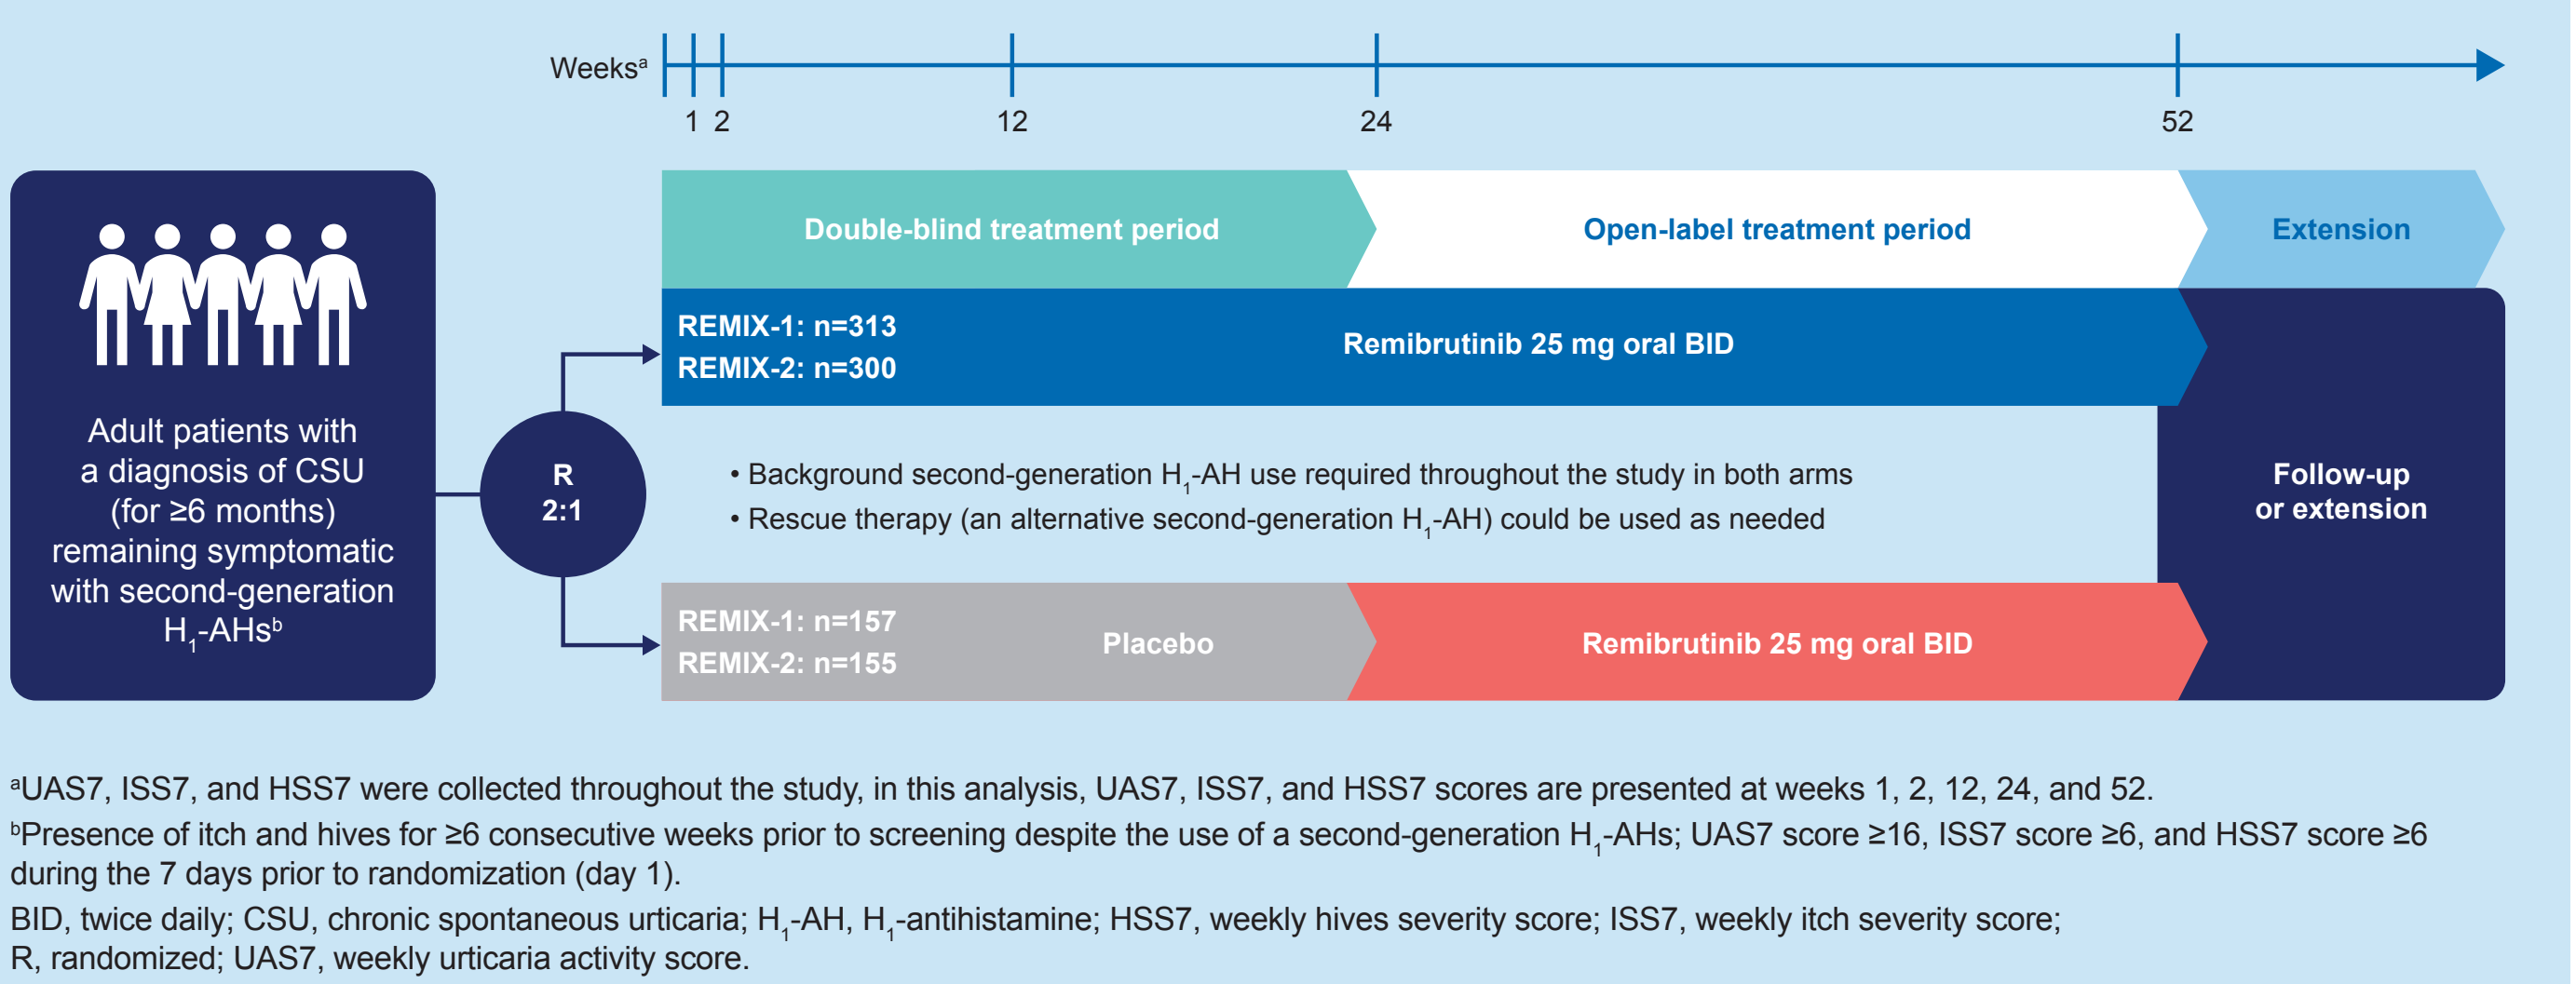 Weeksᵃ
1 2 12 24 52
Double-blind treatment period
Open-label treatment period
Extension
Adult patients with
a diagnosis of CSU
(for ≥6 months)
remaining symptomatic
with second-generation
H₁-AHsᵇ
R
2:1
REMIX-1: n=313
REMIX-2: n=300
Remibrutinib 25 mg oral BID
• Background second-generation H₁-AH use required throughout the study in both arms
• Rescue therapy (an alternative second-generation H₁-AH) could be used as needed
REMIX-1: n=157
REMIX-2: n=155
Placebo
Remibrutinib 25 mg oral BID
Follow-up
or extension
ᵃUAS7, ISS7, and HSS7 were collected throughout the study, in this analysis, UAS7, ISS7, and HSS7 scores are presented at weeks 1, 2, 12, 24, and 52.
ᵇPresence of itch and hives for ≥6 consecutive weeks prior to screening despite the use of a second-generation H₁-AHs; UAS7 score ≥16, ISS7 score ≥6, and HSS7 score ≥6
during the 7 days prior to randomization (day 1).
BID, twice daily; CSU, chronic spontaneous urticaria; H₁-AH, H₁-antihistamine; HSS7, weekly hives severity score; ISS7, weekly itch severity score;
R, randomized; UAS7, weekly urticaria activity score.